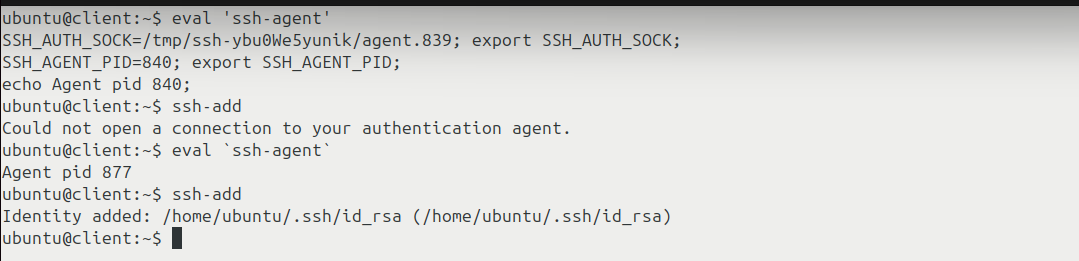 ubuntu@client:~$ eval 'ssh-agent'
SSH_AUTH_SOCK=/tmp/ssh-ybu0We5yunik/agent.839; export SSH_AUTH_SOCK;
SSH_AGENT_PID=840; export SSH_AGENT_PID;
echo Agent pid 840;
ubuntu@client:~$ ssh-add
Could not open a connection to your authentication agent.
ubuntu@client:~$ eval `ssh-agent`
Agent pid 877
ubuntu@client:~$ ssh-add
Identity added: /home/ubuntu/.ssh/id_rsa (/home/ubuntu/.ssh/id_rsa)
ubuntu@client:~$